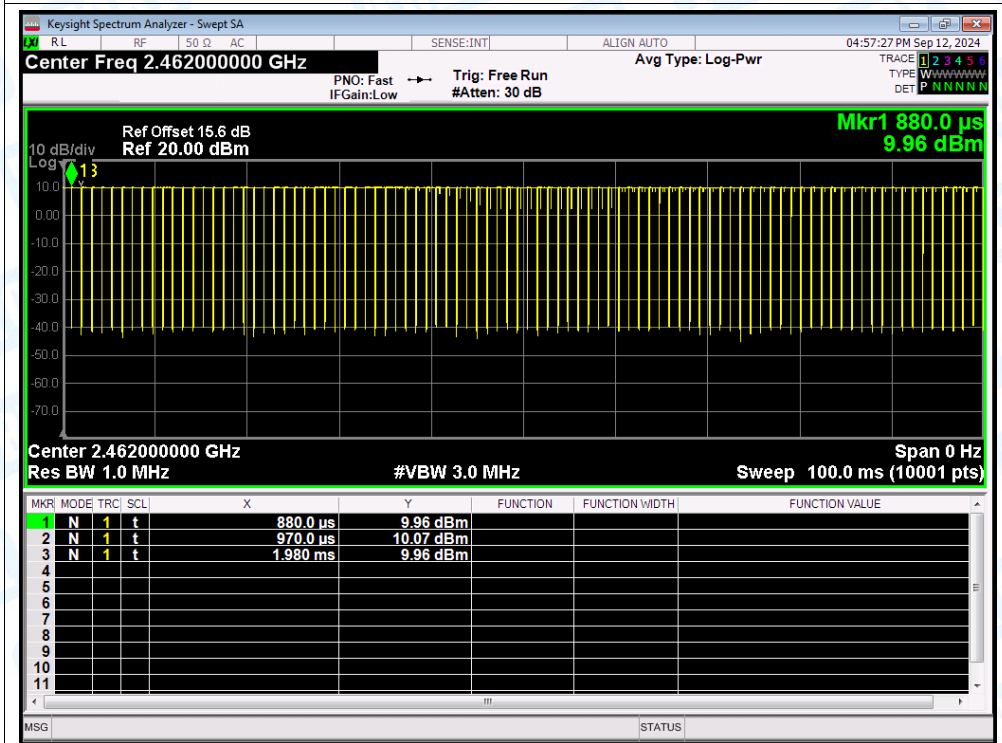 Keysight Spectrum Analyzer - Swept SA
LXI RL RF 50 Ω AC SENSE:INT ALIGN AUTO 04:57:27 PM Sep 12, 2024
Center Freq 2.462000000 GHz Avg Type: Log-Pwr TRACE 1 2 3 4 5 6
PNO: Fast Trig: Free Run TYPE WWWWWW
IFGain:Low #Atten: 30 dB DET P N N N N N
Mkr1 880.0 µs
9.96 dBm
Ref Offset 15.6 dB
10 dB/div Ref 20.00 dBm
Log
1 3
10.0
0.00
-10.0
-20.0
-30.0
-40.0
-50.0
-60.0
-70.0
Center 2.462000000 GHz Span 0 Hz
Res BW 1.0 MHz #VBW 3.0 MHz Sweep 100.0 ms (10001 pts)
MKR MODE TRC SCL X Y FUNCTION FUNCTION WIDTH FUNCTION VALUE
1 N 1 t 880.0 µs 9.96 dBm
2 N 1 t 970.0 µs 10.07 dBm
3 N 1 t 1.980 ms 9.96 dBm
4
5
6
7
8
9
10
11
MSG STATUS